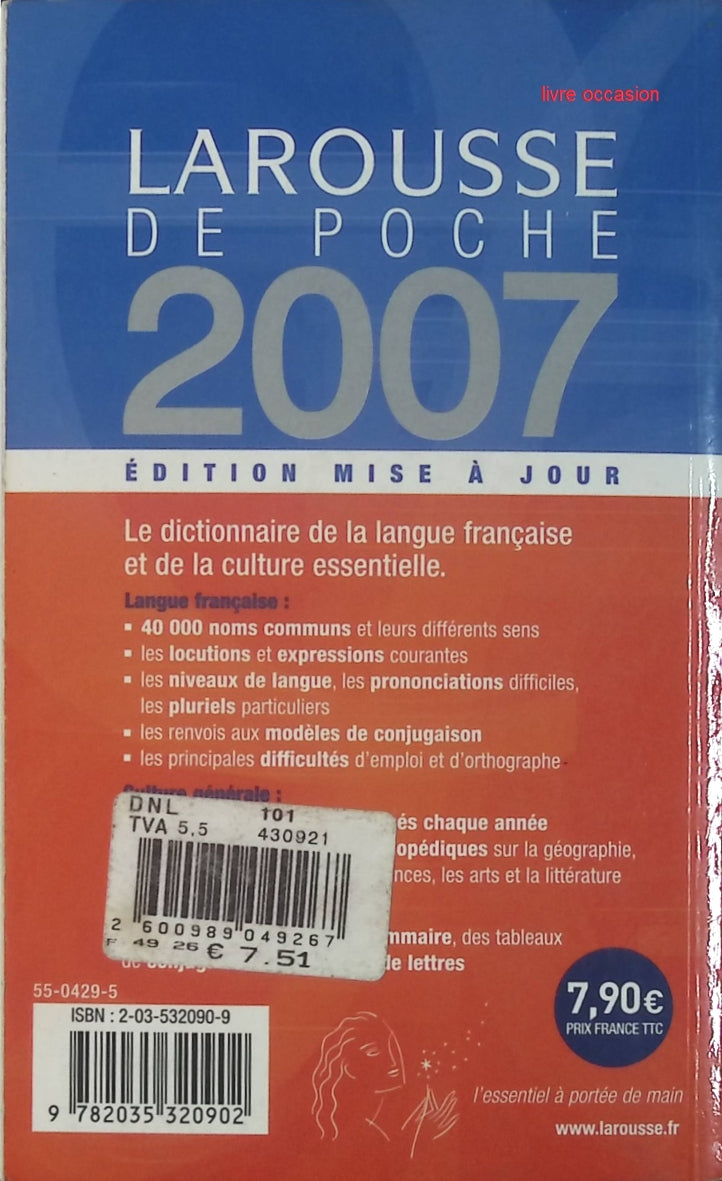 livre occasion
LAROUSSE
DE POCHE
2007
ÉDITION MISE À JOUR
Le dictionnaire de la langue française
et de la culture essentielle.
Langue française :
▪ 40 000 noms communs et leurs différents sens
▪ les locutions et expressions courantes
▪ les niveaux de langue, les prononciations difficiles,
les pluriels particuliers
▪ les renvois aux modèles de conjugaison
▪ les principales difficultés d'emploi et d'orthographe
Culture générale :
és chaque année
opédiques sur la géographie,
nces, les arts et la littérature
mmaire, des tableaux
de conjug
de lettres
DNL 101
TVA 5,5 430921
2 600989 049267
F 49 26 € 7.51
55-0429-5
ISBN : 2-03-532090-9
9 782035 320902
7,90€
PRIX FRANCE TTC
l'essentiel à portée de main
www.larousse.fr